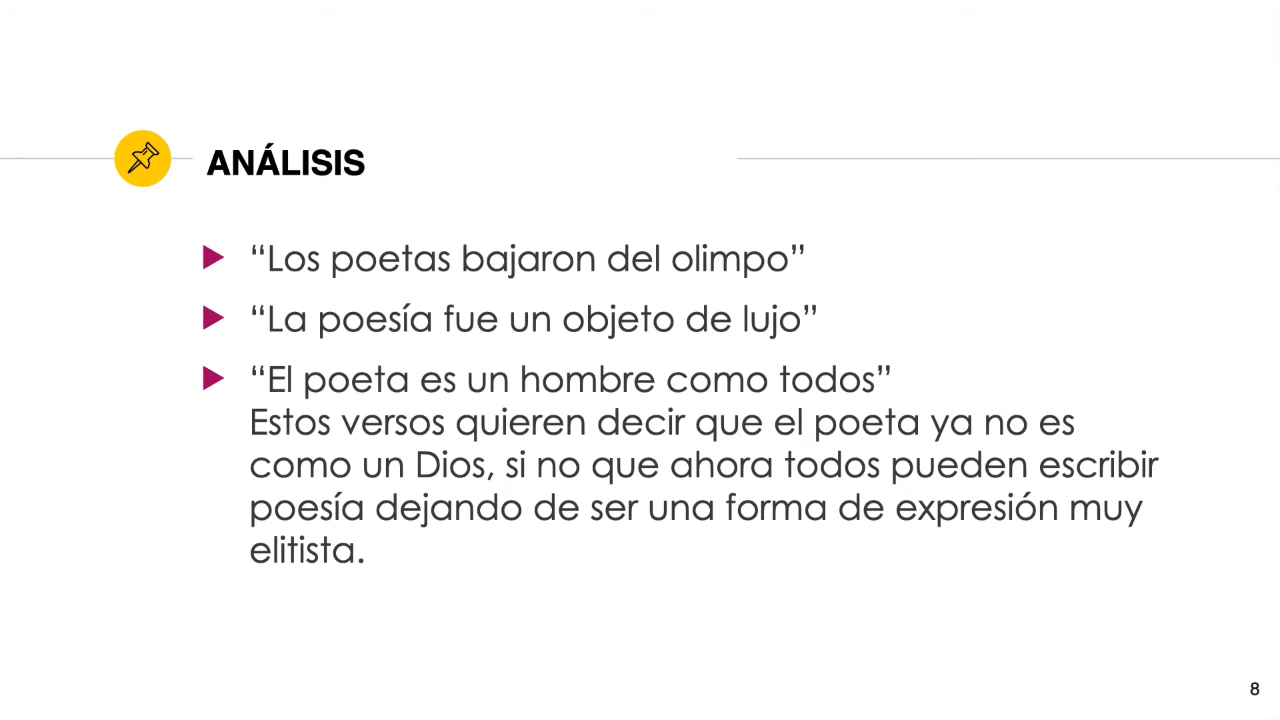 ANÁLISIS
“Los poetas bajaron del olimpo”
“La poesía fue un objeto de lujo”
“El poeta es un hombre como todos”
Estos versos quieren decir que el poeta ya no es
como un Dios, si no que ahora todos pueden escribir
poesía dejando de ser una forma de expresión muy
elitista.
8